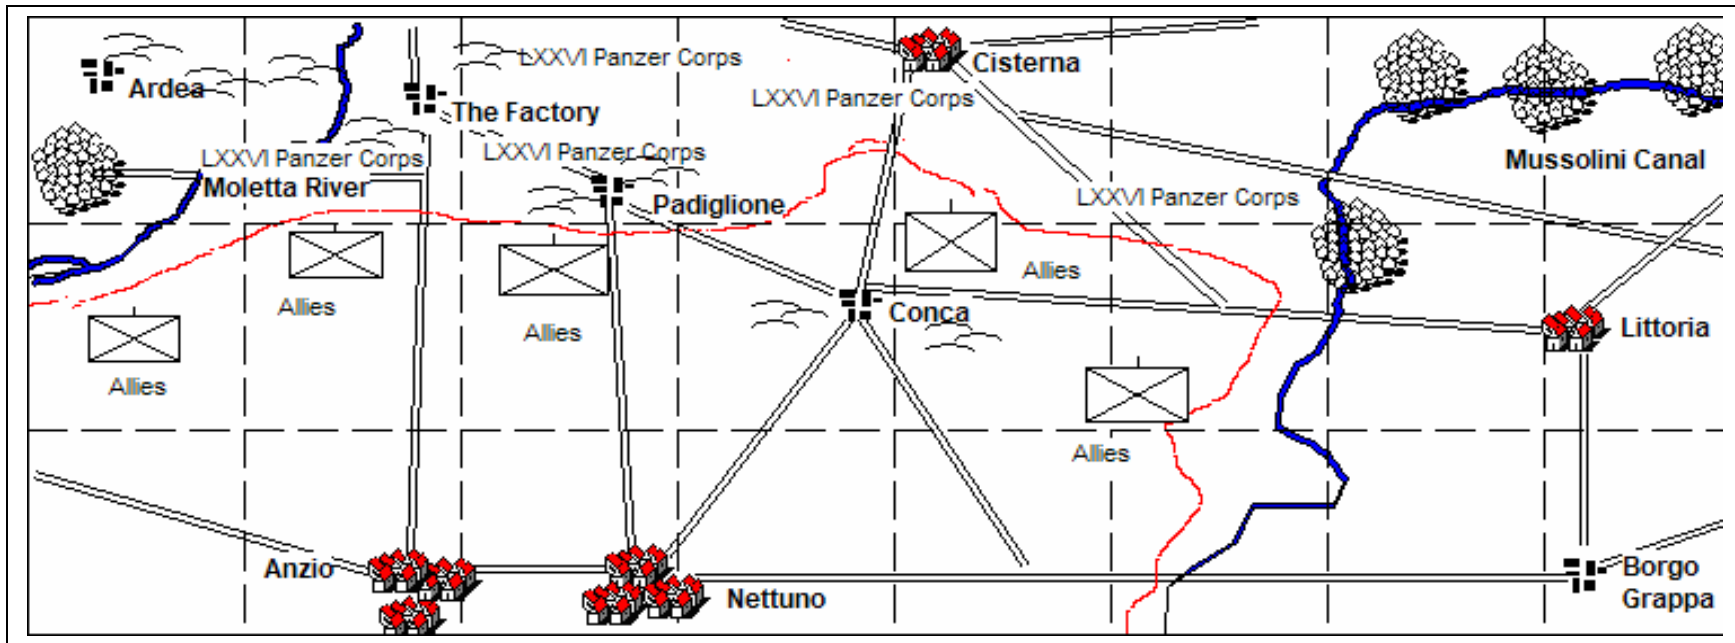 LXXVI Panzer Corps
Cisterna
Ardea
LXXVI Panzer Corps
The Factory
LXXVI Panzer Corps
LXXVI Panzer Corps
Mussolini Canal
Moletta River
LXXVI Panzer Corps
Padiglione
Allies
Allies
Conca
Allies
Littoria
Allies
Allies
Anzio
Nettuno
Borgo
Grappa